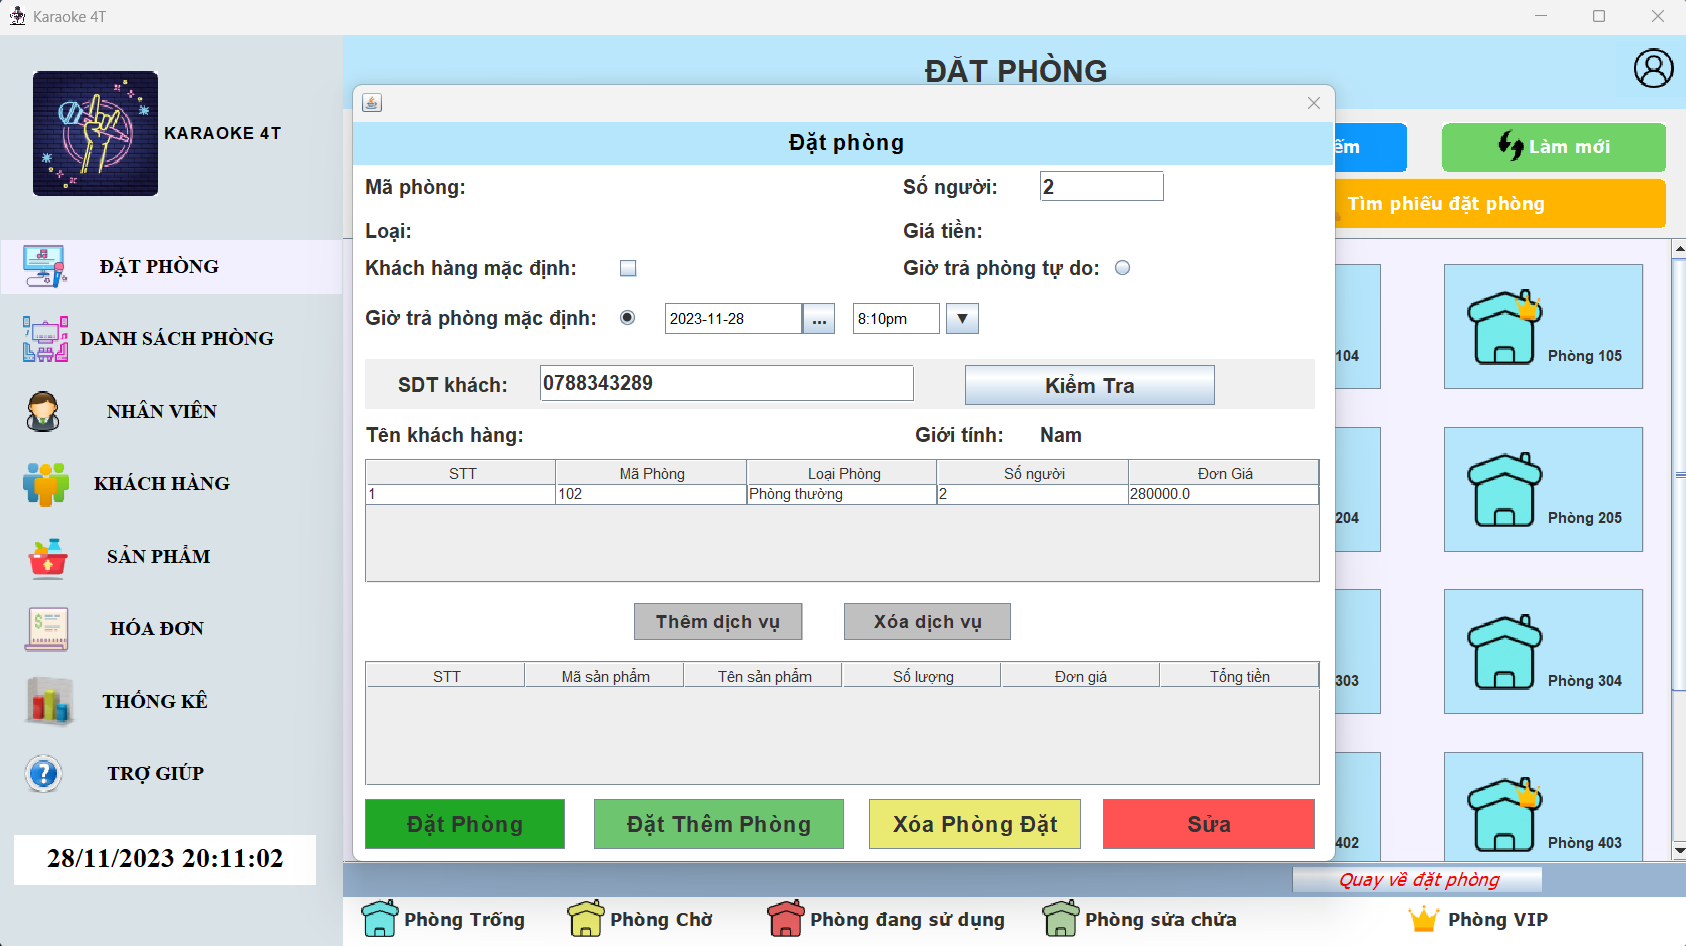 Karaoke 4T
KARAOKE 4T
ĐẶT PHÒNG
DANH SÁCH PHÒNG
NHÂN VIÊN
KHÁCH HÀNG
SẢN PHẨM
HÓA ĐƠN
THỐNG KÊ
TRỢ GIÚP
28/11/2023 20:11:02
ĐẶT PHÒNG
Làm mới
Tìm phiếu đặt phòng
Đặt phòng
Mã phòng:
Số người: 2
Loại:
Giá tiền:
Khách hàng mặc định:
Giờ trả phòng tự do:
Giờ trả phòng mặc định: 2023-11-28 ... 8:10pm
SDT khách: 0788343289 Kiểm Tra
Tên khách hàng:
Giới tính: Nam
STT Mã Phòng Loại Phòng Số người Đơn Giá
1 102 Phòng thường 2 280000.0
Thêm dịch vụ Xóa dịch vụ
STT Mã sản phẩm Tên sản phẩm Số lượng Đơn giá Tổng tiền
Đặt Phòng Đặt Thêm Phòng Xóa Phòng Đặt Sửa
104 Phòng 105
204 Phòng 205
303 Phòng 304
402 Phòng 403
Quay về đặt phòng
Phòng Trống Phòng Chờ Phòng đang sử dụng Phòng sửa chửa Phòng VIP